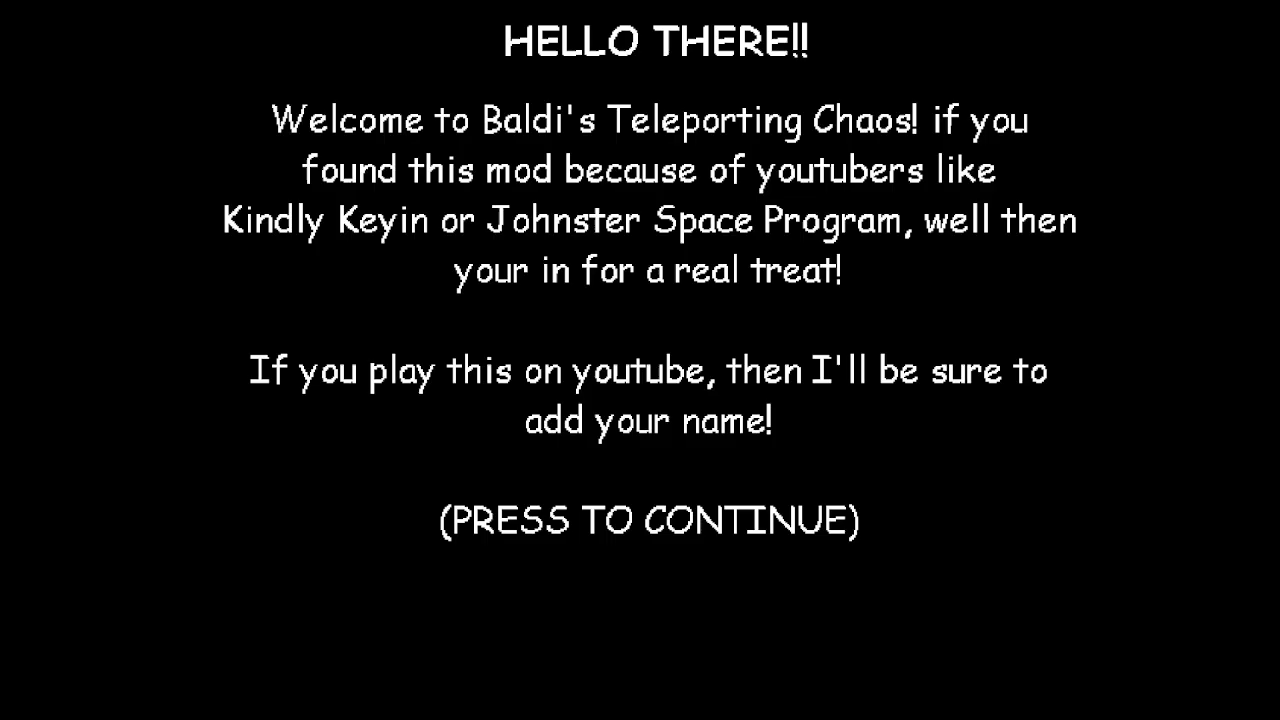 HELLO THERE!!
Welcome to Baldi's Teleporting Chaos! if you
found this mod because of youtubers like
Kindly Keyin or Johnster Space Program, well then
your in for a real treat!
If you play this on youtube, then I'll be sure to
add your name!
(PRESS TO CONTINUE)